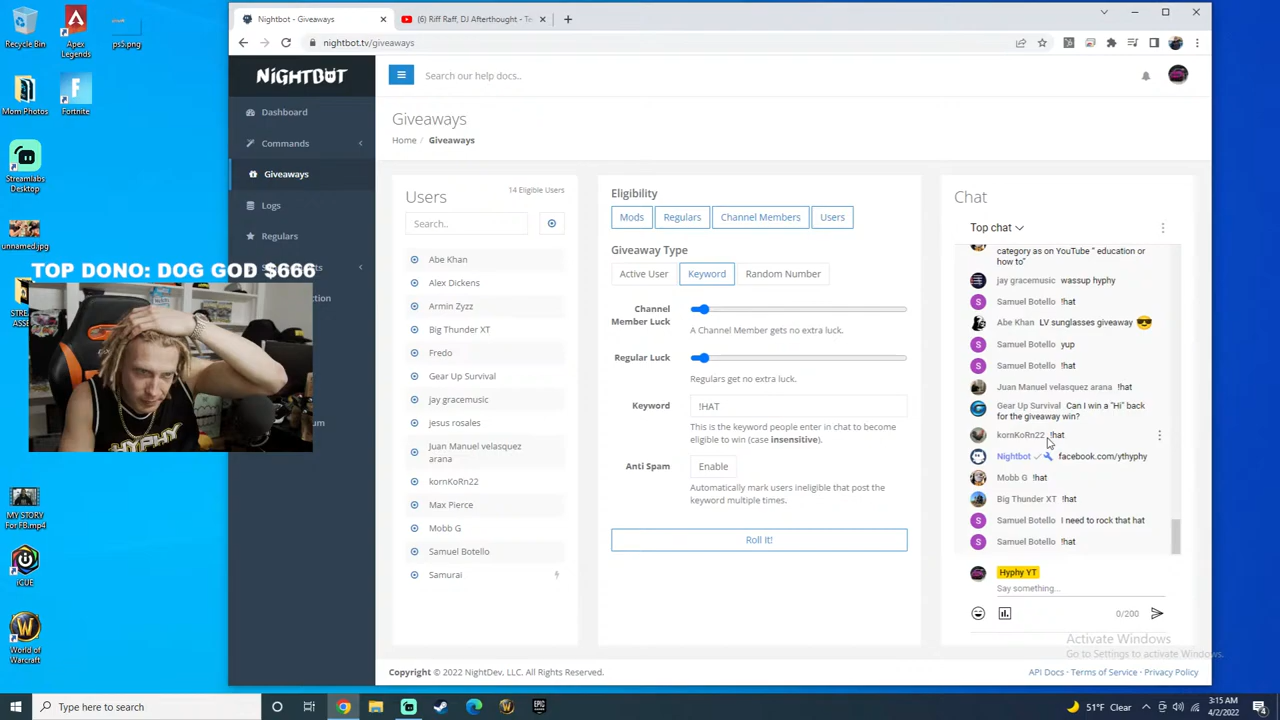 Recycle Bin
Apex
Legends
ps5.png
Mom Photos
Fortnite
Streamlabs
Desktop
unnamed.jpg
TOP DONO: DOG GOD $666
MY STORY
For FB.mp4
iCUE
World of
Warcraft
Nightbot - Giveaways
(6) Riff Raff, DJ Afterthought - Te
nightbot.tv/giveaways
NiGHTBOT
Search our help docs..
Dashboard
Commands
Giveaways
Logs
Regulars
Giveaways
Home / Giveaways
Users
14 Eligible Users
Search..
Abe Khan
Alex Dickens
Armin Zyzz
Big Thunder XT
Fredo
Gear Up Survival
jay gracemusic
jesus rosales
Juan Manuel velasquez
arana
kornKoRn22
Max Pierce
Mobb G
Samuel Botello
Samurai
Eligibility
Mods
Regulars
Channel Members
Users
Giveaway Type
Active User
Keyword
Random Number
Channel
Member Luck
A Channel Member gets no extra luck.
Regular Luck
Regulars get no extra luck.
Keyword
!HAT
This is the keyword people enter in chat to become
eligible to win (case insensitive).
Anti Spam
Enable
Automatically mark users ineligible that post the
keyword multiple times.
Roll It!
Chat
Top chat
category as on YouTube " education or
how to"
jay gracemusic wassup hyphy
Samuel Botello !hat
Abe Khan LV sunglasses giveaway 😎
Samuel Botello yup
Samuel Botello !hat
Juan Manuel velasquez arana !hat
Gear Up Survival Can I win a "Hi" back
for the giveaway win?
kornKoRn22 !hat
Nightbot facebook.com/ythyphy
Mobb G !hat
Big Thunder XT !hat
Samuel Botello I need to rock that hat
Samuel Botello !hat
Hyphy YT
Say something...
0/200
Activate Windows
Go to Settings to activate Windows.
Copyright © 2022 NightDev, LLC. All Rights Reserved.
API Docs · Terms of Service · Privacy Policy
Type here to search
51°F Clear
3:15 AM
4/2/2022